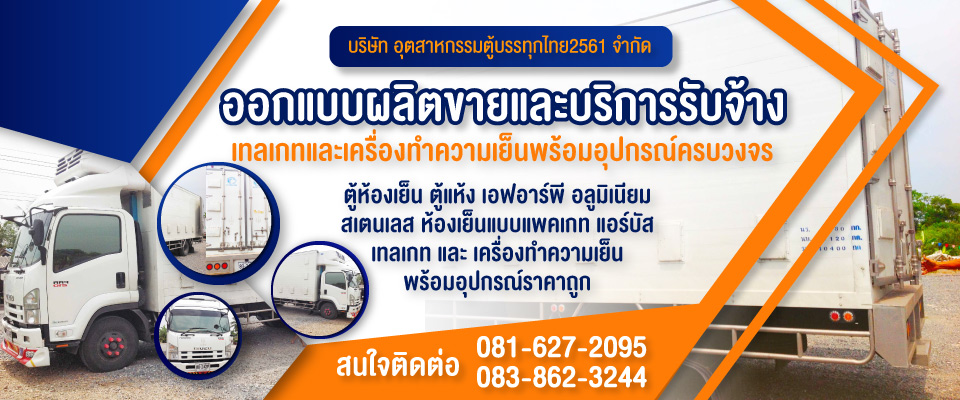 บริษัท อุตสาหกรรมตู้บรรทุกไทย2561 จำกัด
ออกแบบผลิตขายและบริการรับจ้าง
เทลเกทและเครื่องทำความเย็นพร้อมอุปกรณ์ครบวงจร
ตู้ห้องเย็น ตู้แห้ง เอฟอาร์พี อลูมิเนียม
สเตนเลส ห้องเย็นแบบแพคเกท แอร์บัส
เทลเกท และ เครื่องทำความเย็น
พร้อมอุปกรณ์ราคาถูก
สนใจติดต่อ
081-627-2095
083-862-3244